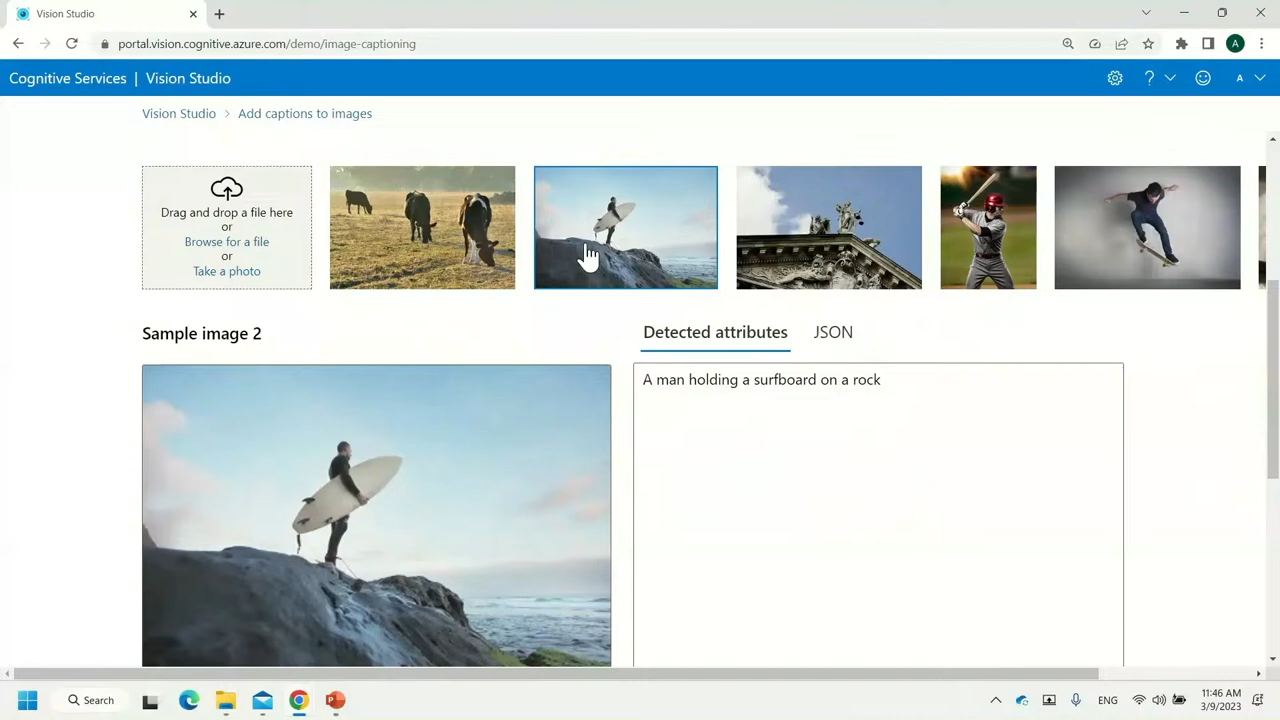 Vision Studio
portal.vision.cognitive.azure.com/demo/image-captioning
A
Cognitive Services | Vision Studio
?
A
Vision Studio > Add captions to images
Drag and drop a file here
or
Browse for a file
or
Take a photo
Sample image 2
Detected attributes
JSON
A man holding a surfboard on a rock
Search
P
ENG
11:46 AM
3/9/2023